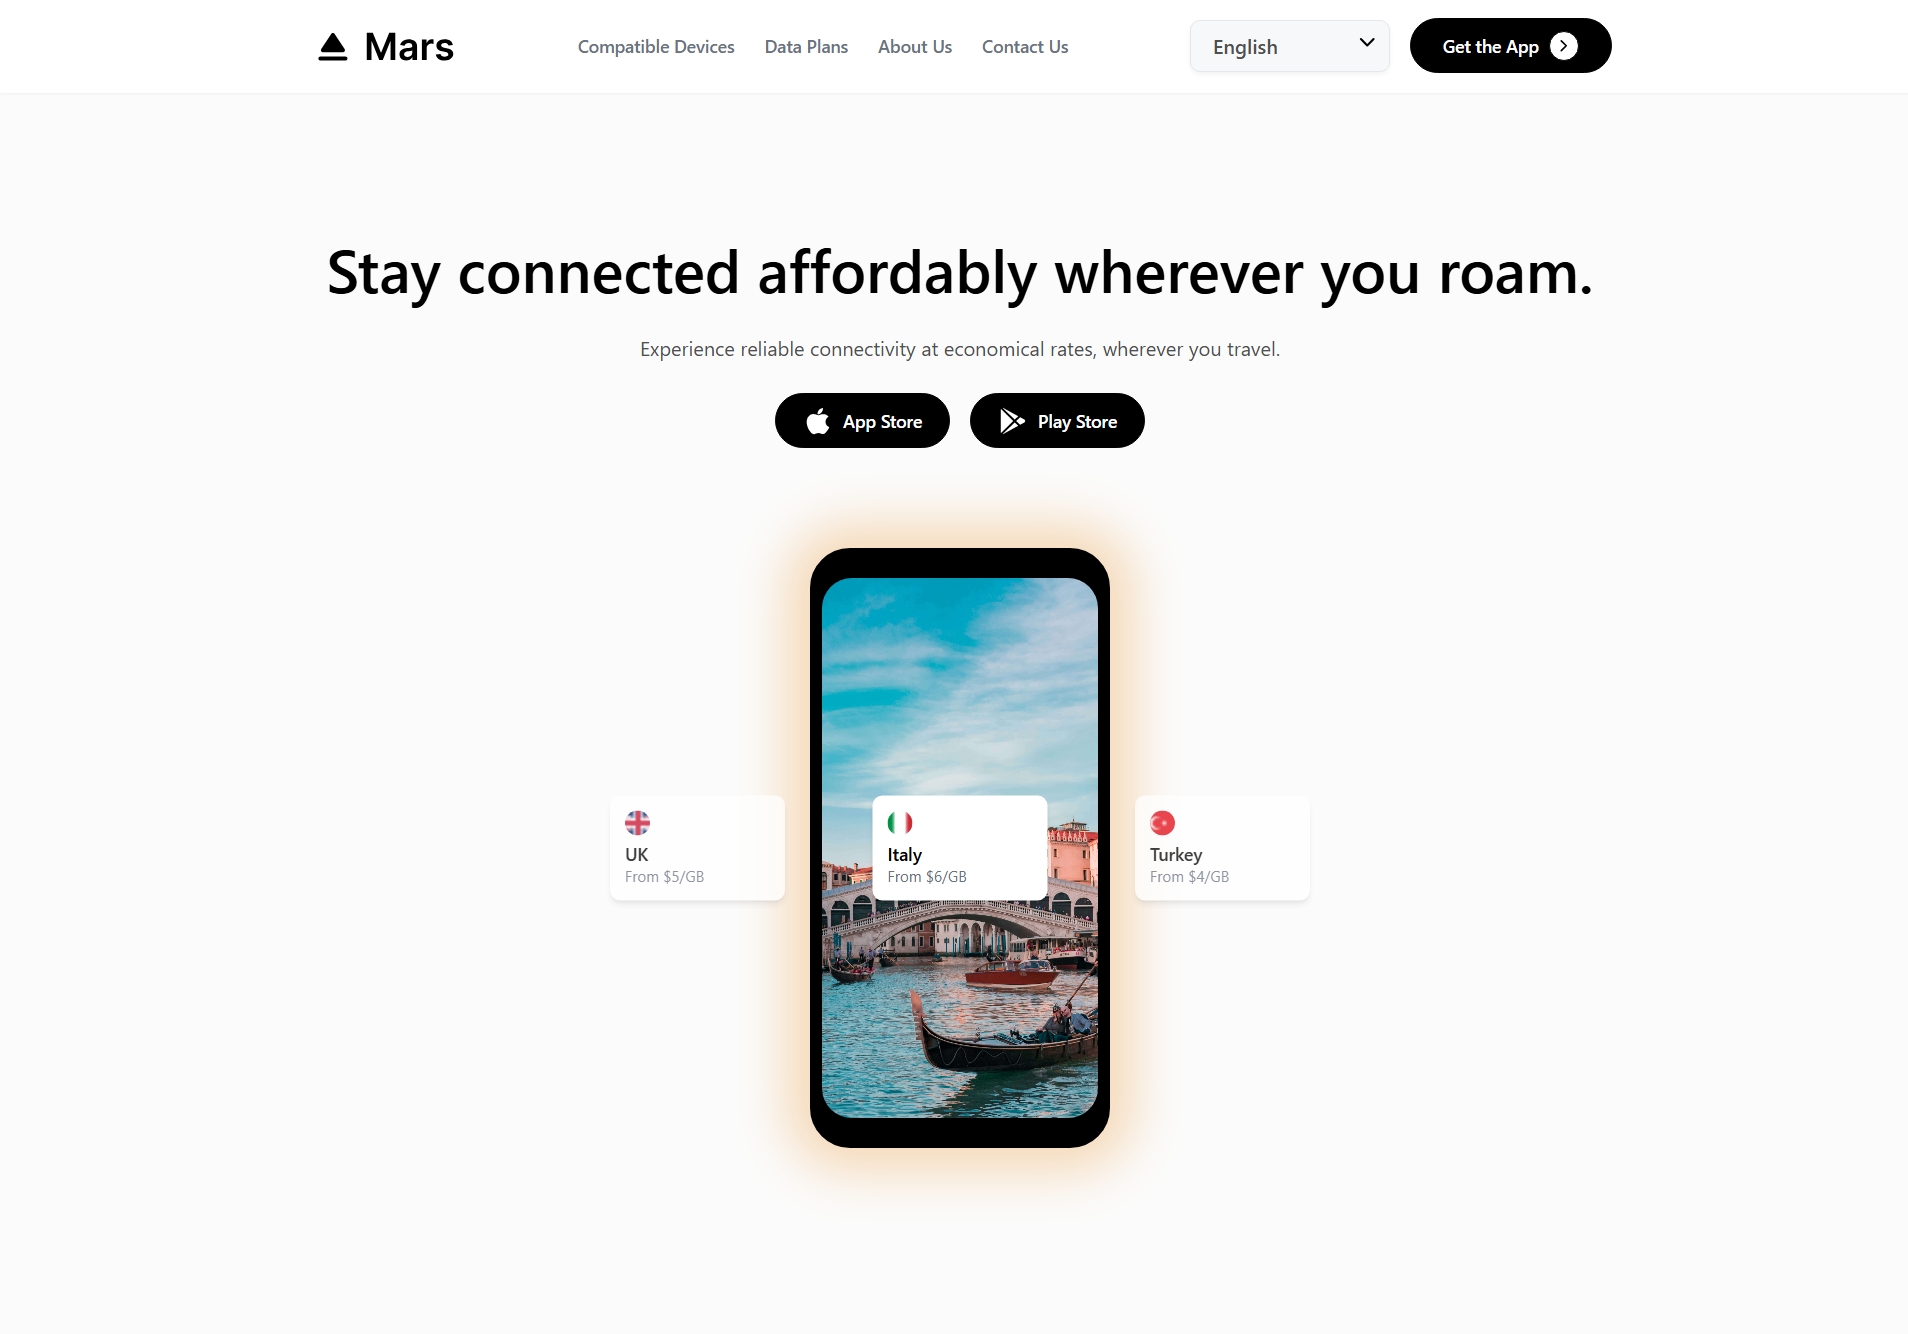 Mars
Compatible Devices
Data Plans
About Us
Contact Us
English
Get the App
Stay connected affordably wherever you roam.
Experience reliable connectivity at economical rates, wherever you travel.
App Store
Play Store
UK
From $5/GB
Italy
From $6/GB
Turkey
From $4/GB